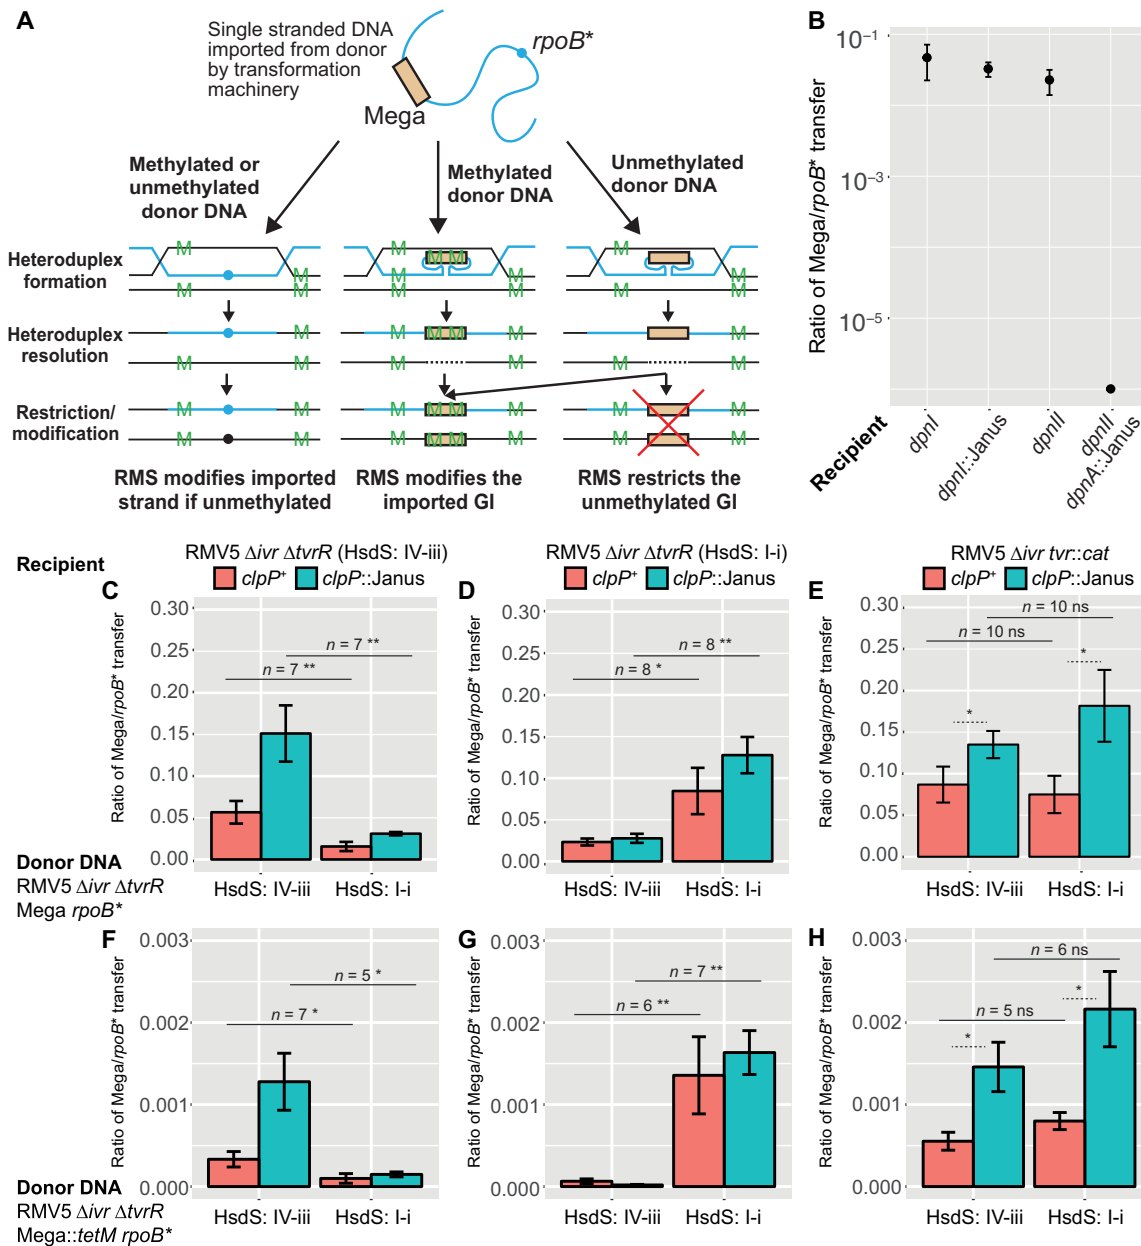 A
Single stranded DNA
imported from donor
by transformation
machinery
rpoB*
Mega
Methylated or
unmethylated
donor DNA
Methylated
donor DNA
Unmethylated
donor DNA
Heteroduplex
formation
M
M
M
M
M
M
M M
M
M
M
M
M
M
M
Heteroduplex
resolution
M
M
M
M
M
M M
M
M
M
M
M
M
M
Restriction/
modification
M
M
M
M
M
M M
M
M
M M
M
M
M
M
M
RMS modifies imported
strand if unmethylated
RMS modifies the
imported GI
RMS restricts the
unmethylated GI
B
Ratio of Mega/rpoB* transfer
10⁻¹
10⁻³
10⁻⁵
Recipient
dpnI
dpnI::Janus
dpnII
dpnII
dpnA::Janus
Recipient
RMV5 Δivr ΔtvrR (HsdS: IV-iii)
clpP⁺ clpP::Janus
C
Ratio of Mega/rpoB* transfer
0.30
0.25
0.20
0.15
0.10
0.05
0.00
n = 7 **
n = 7 **
HsdS: IV-iii HsdS: I-i
RMV5 Δivr ΔtvrR (HsdS: I-i)
clpP⁺ clpP::Janus
D
Ratio of Mega/rpoB* transfer
0.30
0.25
0.20
0.15
0.10
0.05
0.00
n = 8 **
n = 8 *
HsdS: IV-iii HsdS: I-i
RMV5 Δivr tvr::cat
clpP⁺ clpP::Janus
E
Ratio of Mega/rpoB* transfer
0.30
0.25
0.20
0.15
0.10
0.05
0.00
n = 10 ns
n = 10 ns
*
*
HsdS: IV-iii HsdS: I-i
Donor DNA
RMV5 Δivr ΔtvrR
Mega rpoB*
F
Ratio of Mega/rpoB* transfer
0.003
0.002
0.001
0.000
n = 5 *
n = 7 *
HsdS: IV-iii HsdS: I-i
G
Ratio of Mega/rpoB* transfer
0.003
0.002
0.001
0.000
n = 7 **
n = 6 **
HsdS: IV-iii HsdS: I-i
H
Ratio of Mega/rpoB* transfer
0.003
0.002
0.001
0.000
n = 6 ns
n = 5 ns
*
*
HsdS: IV-iii HsdS: I-i
Donor DNA
RMV5 Δivr ΔtvrR
Mega::tetM rpoB*